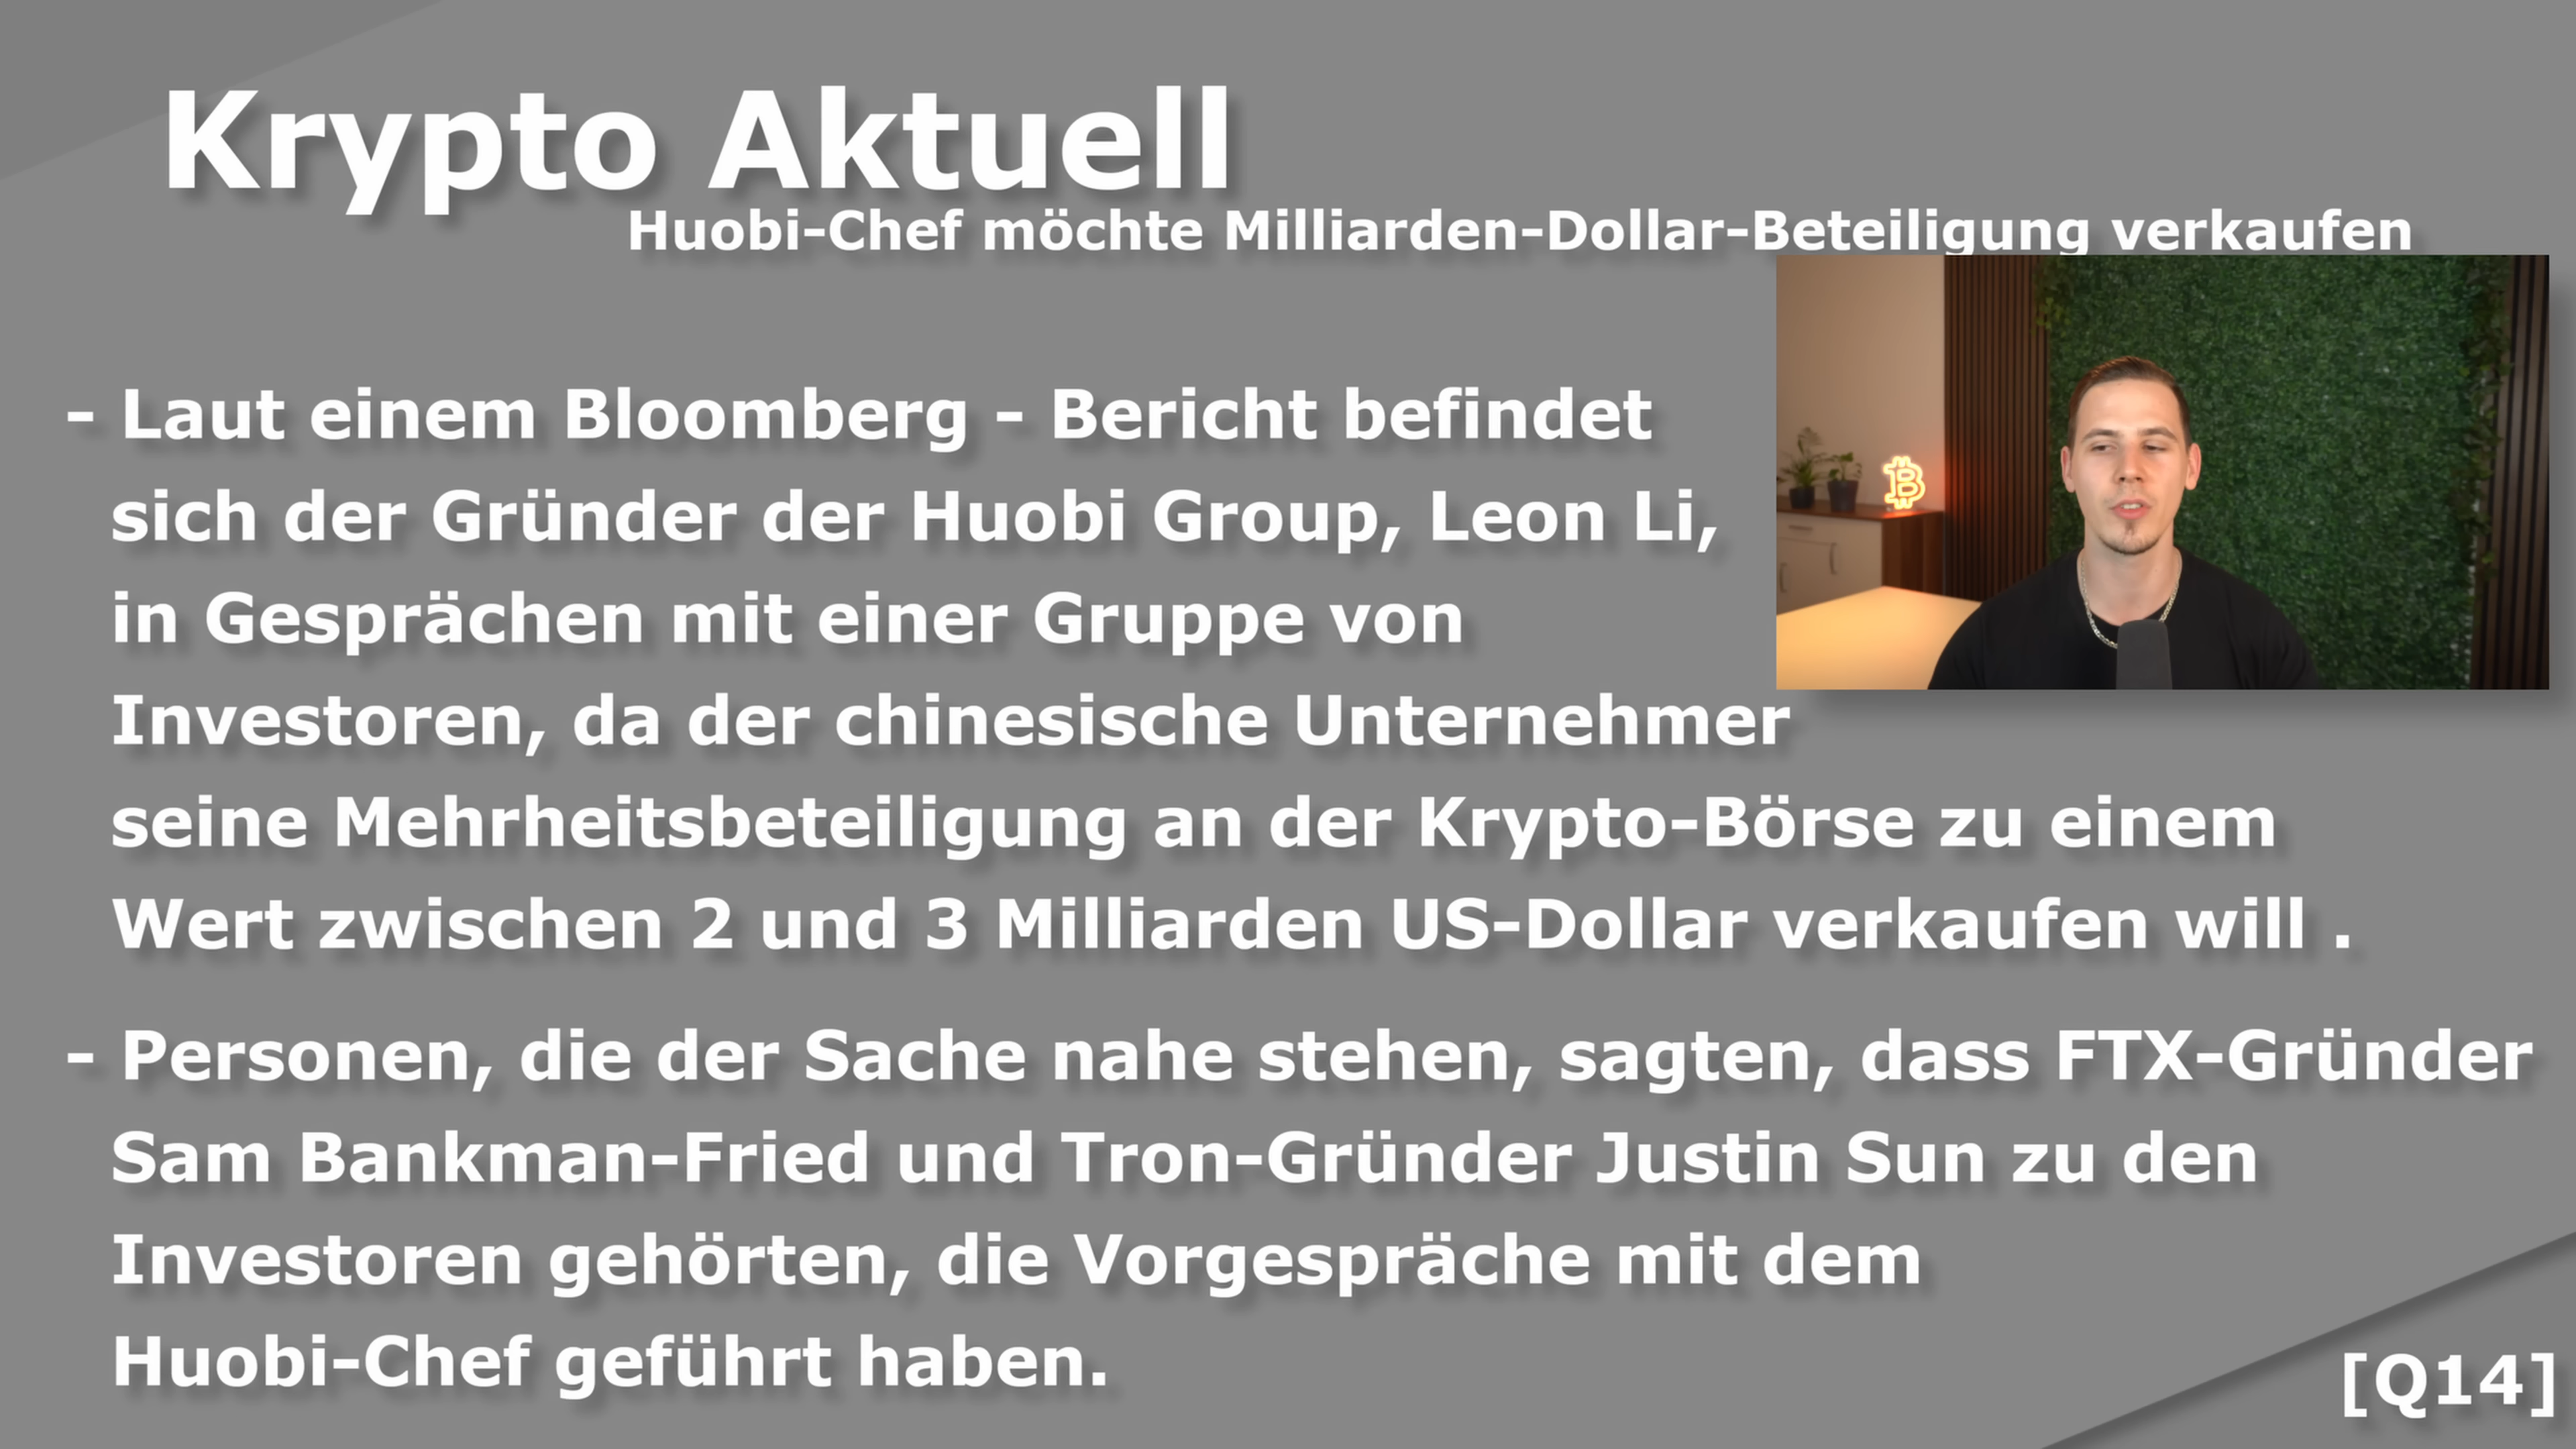 Krypto Aktuell
Huobi-Chef möchte Milliarden-Dollar-Beteiligung verkaufen
- Laut einem Bloomberg - Bericht befindet
sich der Gründer der Huobi Group, Leon Li,
in Gesprächen mit einer Gruppe von
Investoren, da der chinesische Unternehmer
seine Mehrheitsbeteiligung an der Krypto-Börse zu einem
Wert zwischen 2 und 3 Milliarden US-Dollar verkaufen will .
- Personen, die der Sache nahe stehen, sagten, dass FTX-Gründer
Sam Bankman-Fried und Tron-Gründer Justin Sun zu den
Investoren gehörten, die Vorgespräche mit dem
Huobi-Chef geführt haben.
[Q14]